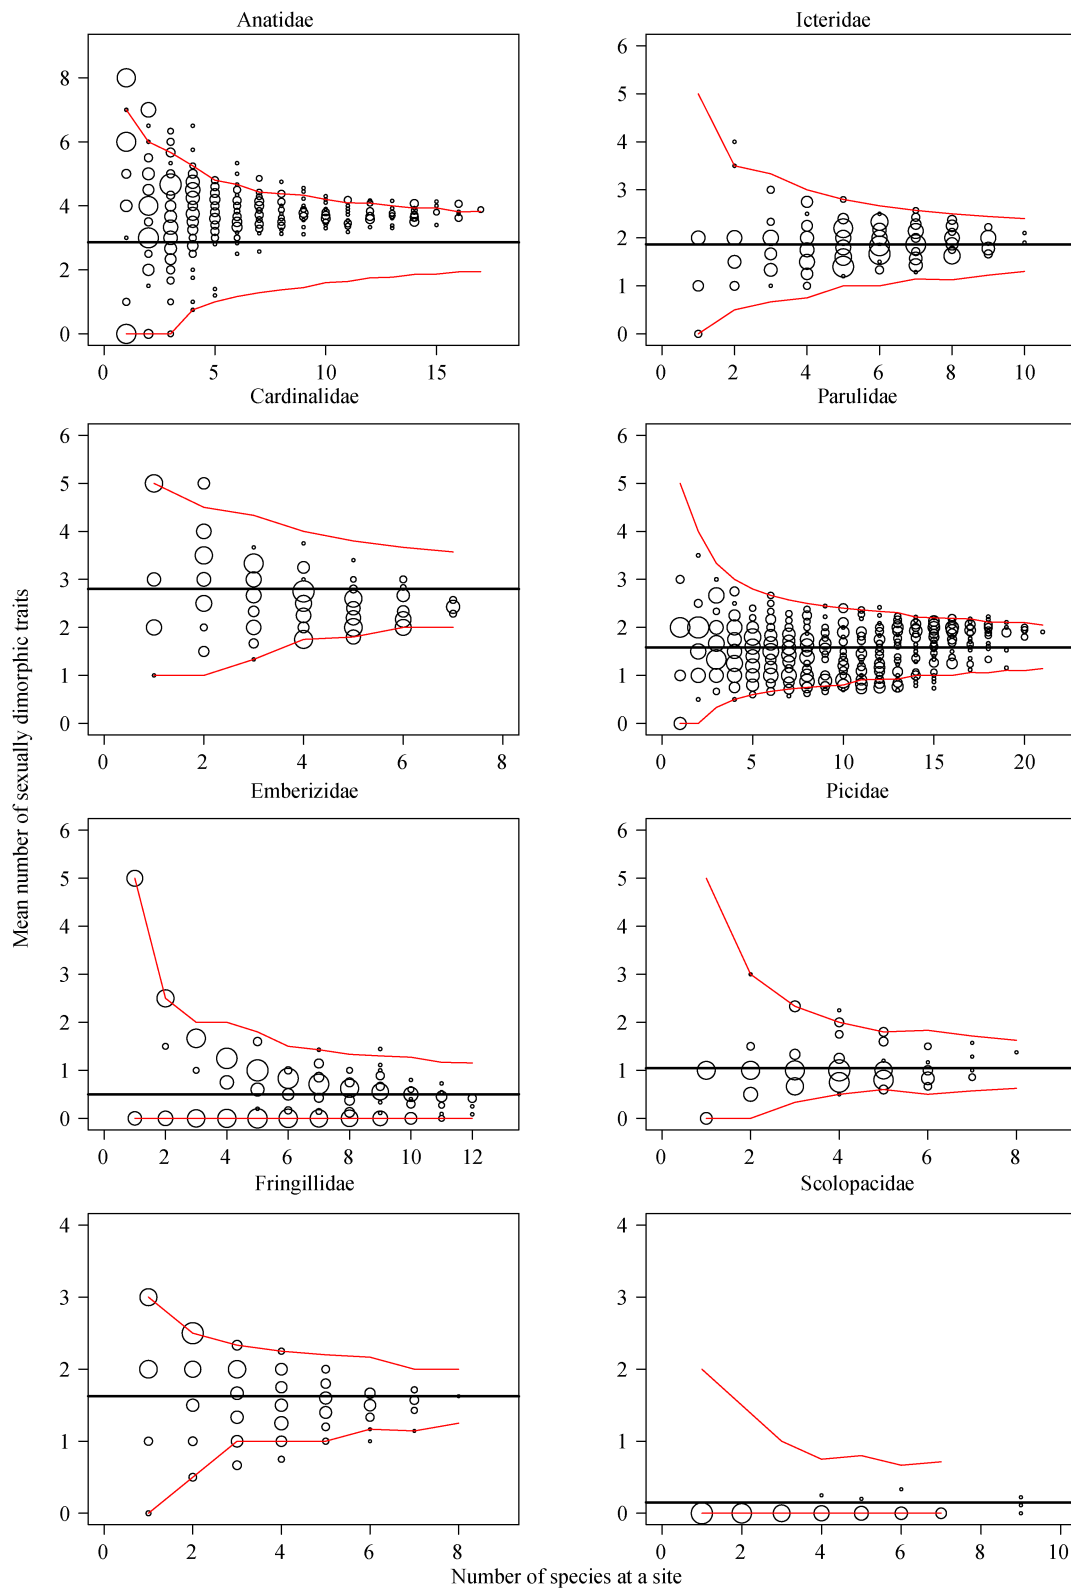 Anatidae
Icteridae
8
6
4
2
0
0 5 10 15
6
5
4
3
2
1
0
0 2 4 6 8 10
Cardinalidae
Parulidae
6
5
4
3
2
1
0
0 2 4 6 8
6
5
4
3
2
1
0
0 5 10 15 20
Emberizidae
Picidae
6
5
4
3
2
1
0
0 2 4 6 8 10 12
6
5
4
3
2
1
0
0 2 4 6 8
Fringillidae
Scolopacidae
4
3
2
1
0
0 2 4 6 8
4
3
2
1
0
0 2 4 6 8 10
Mean number of sexually dimorphic traits
Number of species at a site